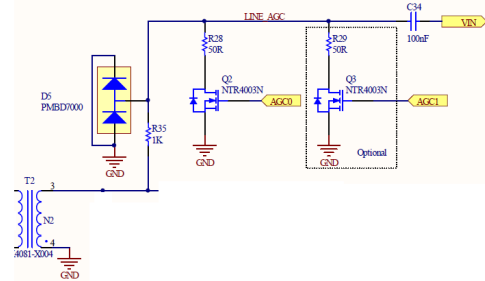 C34
LINE_AGC
VIN
100nF
R28
50R
R29
50R
D5
PMBD7000
Q2
NTR4003N
AGC0
Q3
NTR4003N
AGC1
R35
1K
GND
GND
GND
Optional
T2
3
N2
4
4081-X004
GND